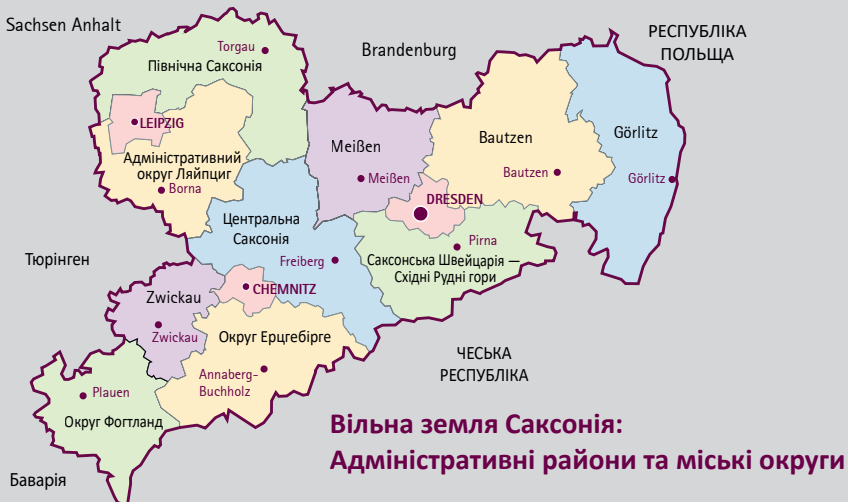 Sachsen Anhalt
Brandenburg
РЕСПУБЛІКА
ПОЛЬЩА
Torgau
Північна Саксонія
LEIPZIG
Адміністративний
округ Ляйпциг
Borna
Meißen
Meißen
Bautzen
Bautzen
Görlitz
Görlitz
DRESDEN
Центральна
Саксонія
Freiberg
Pirna
Саксонська Швейцарія —
Східні Рудні гори
Тюрінген
Zwickau
Zwickau
CHEMNITZ
Округ Ерцгебірге
Annaberg-
Buchholz
ЧЕСЬКА
РЕСПУБЛІКА
Plauen
Округ Фогтланд
Баварія
Вільна земля Саксонія:
Адміністративні райони та міські округи